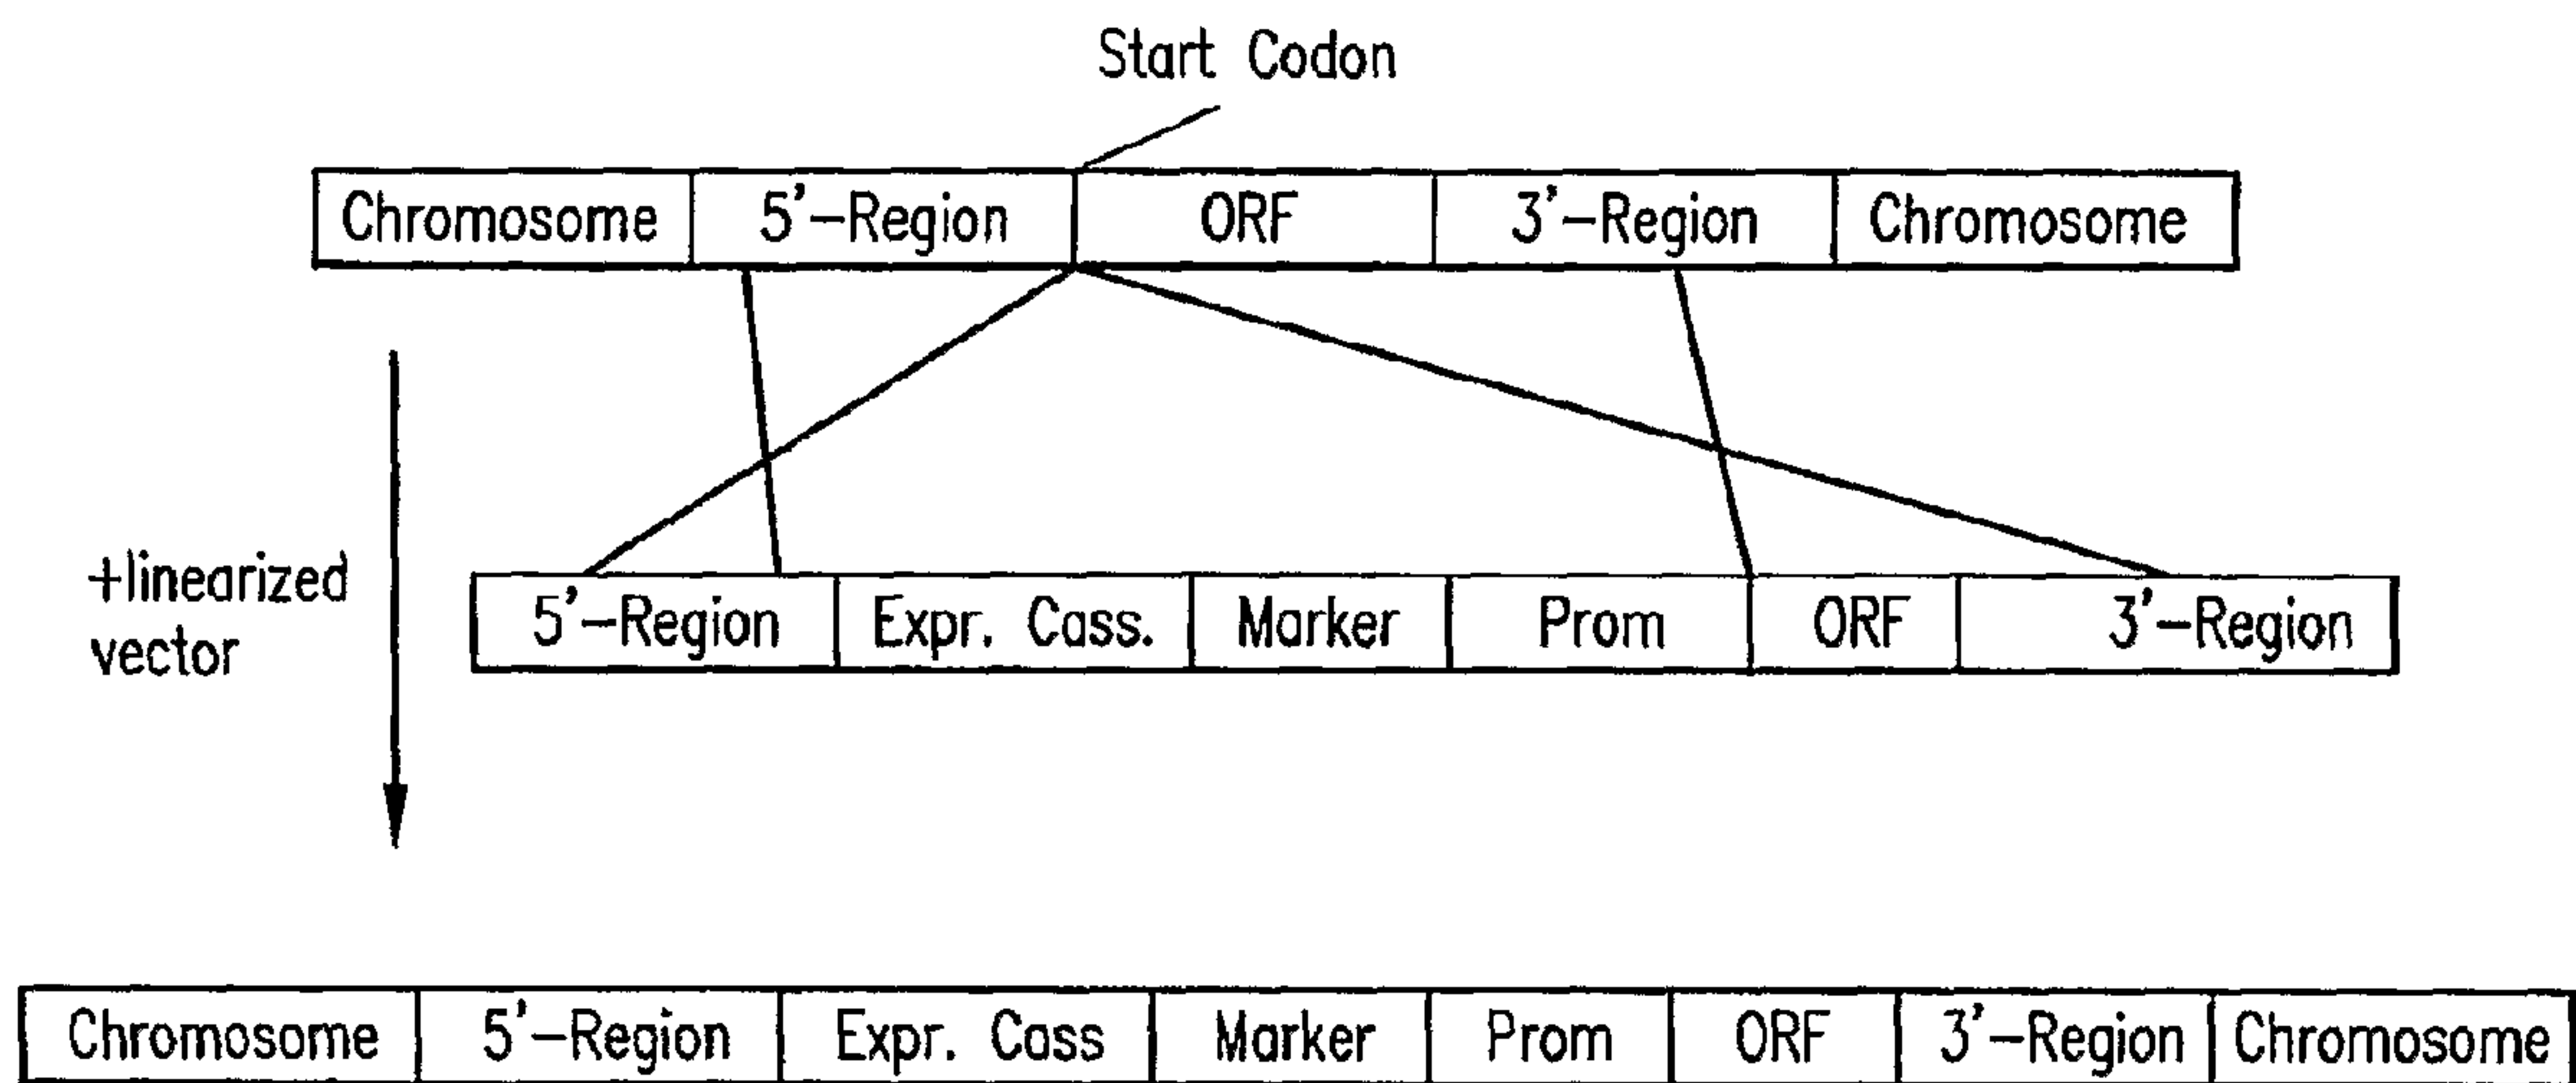 Start Codon
Chromosome 5'-Region ORF 3'-Region Chromosome
+linearized
vector
5'-Region Expr. Cass. Marker Prom ORF 3'-Region
Chromosome 5'-Region Expr. Cass Marker Prom ORF 3'-Region Chromosome